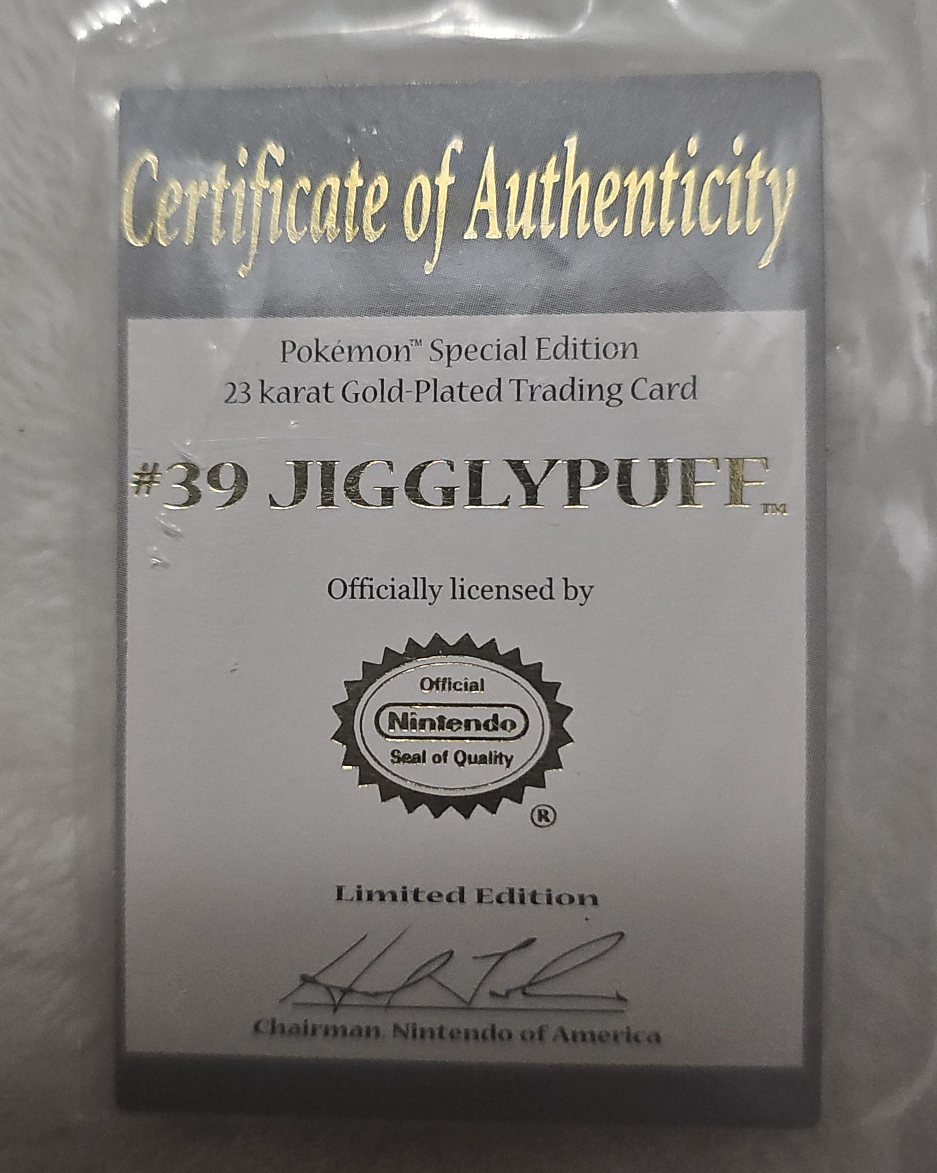 Certificate of Authenticity
Pokémon™ Special Edition
23 karat Gold-Plated Trading Card
#39 JIGGLYPUFF™
Officially licensed by
Official
Nintendo
Seal of Quality
®
Limited Edition
Chairman, Nintendo of America